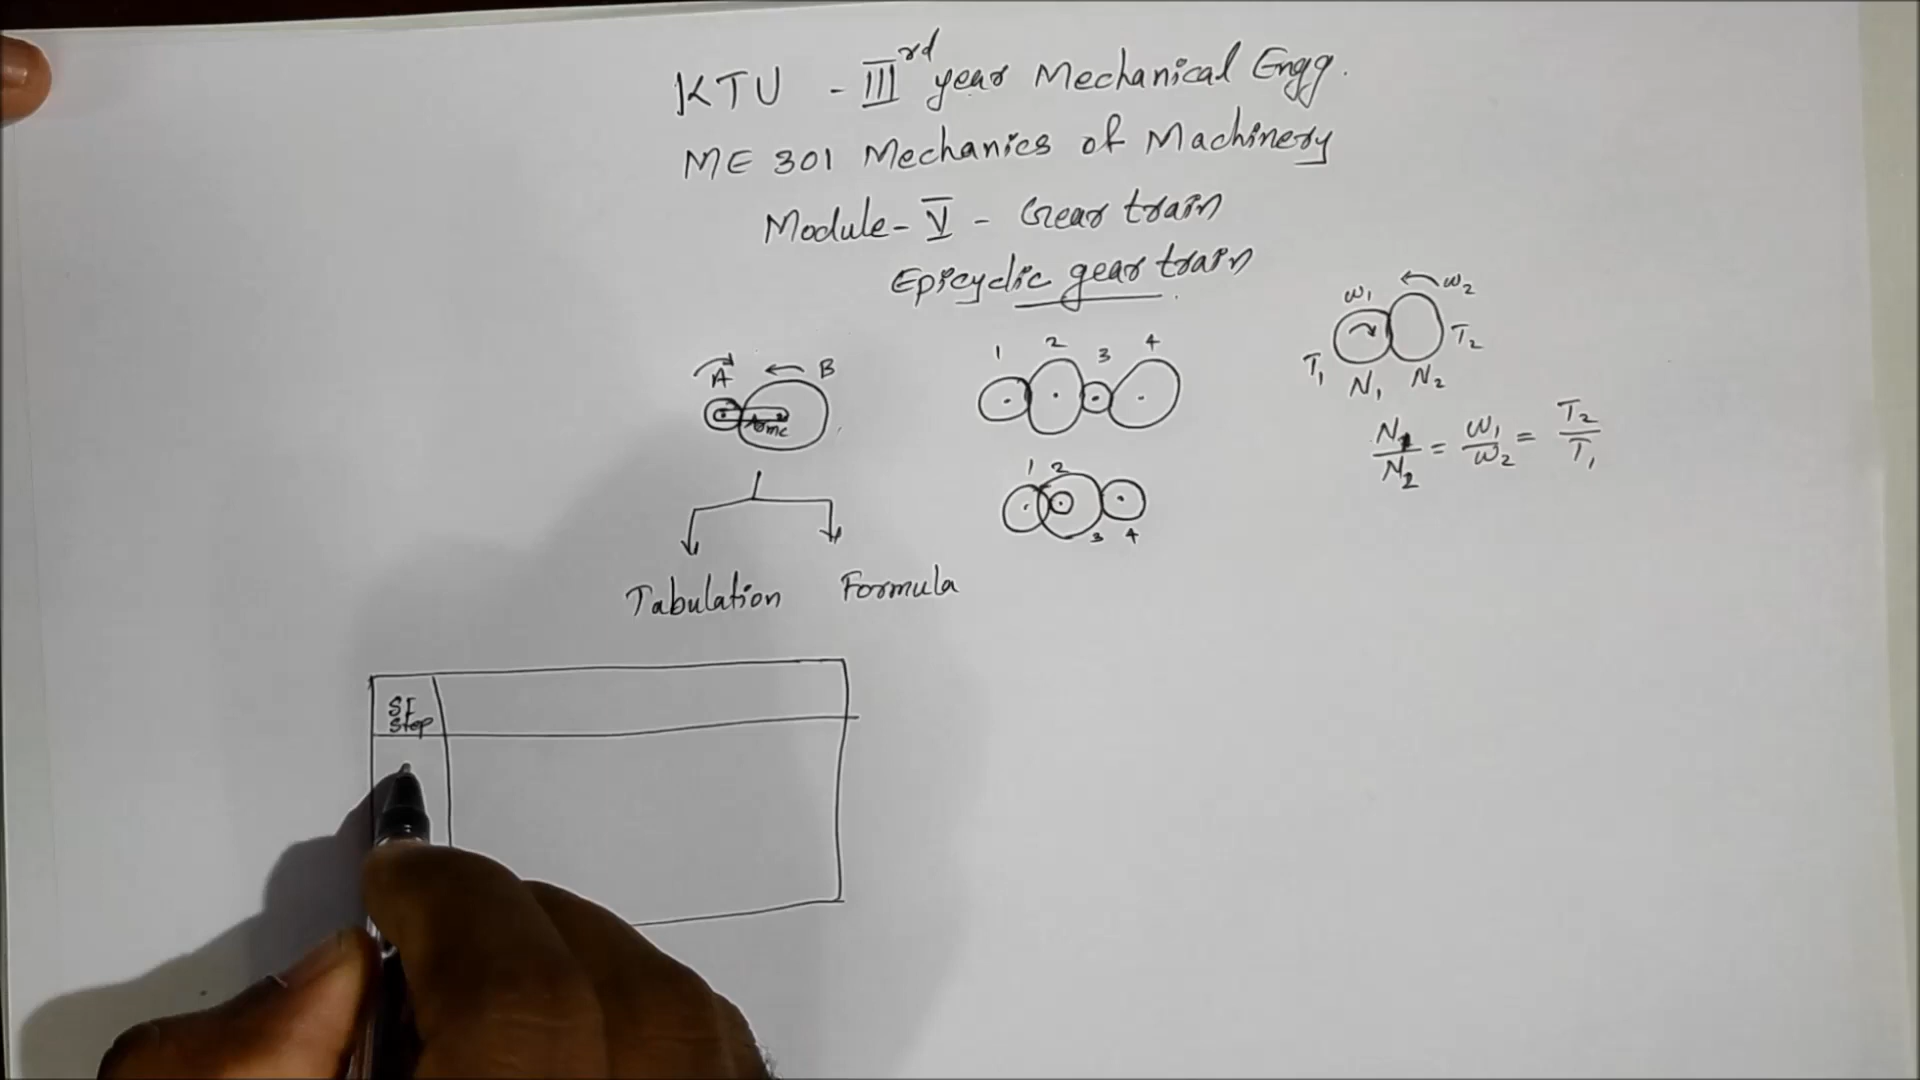 KTU - IIIrd year Mechanical Engg.
ME 301 Mechanics of Machinery
Module - V - Gear train
Epicyclic gear train
A B
Arm C
1 2 3 4
1 2
3 4
ω1 ω2
T1 N1 N2 T2
N1/N2 = ω1/ω2 = T2/T1
Tabulation Formula
Sl
Step